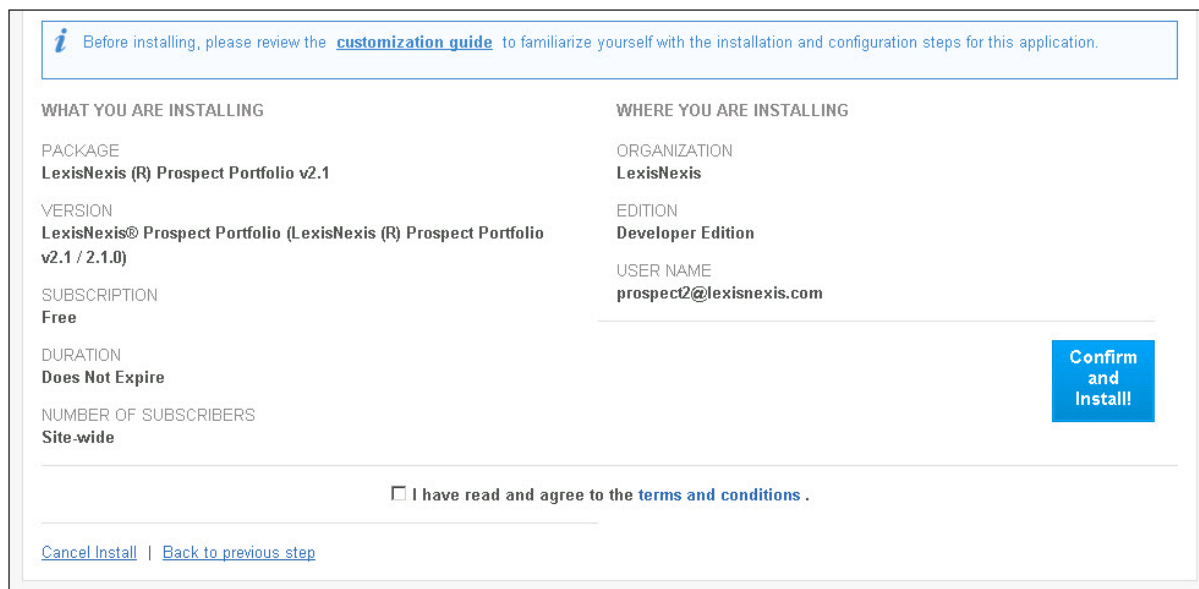 i Before installing, please review the customization guide to familiarize yourself with the installation and configuration steps for this application.
WHAT YOU ARE INSTALLING
PACKAGE
LexisNexis (R) Prospect Portfolio v2.1
VERSION
LexisNexis® Prospect Portfolio (LexisNexis (R) Prospect Portfolio
v2.1 / 2.1.0)
SUBSCRIPTION
Free
DURATION
Does Not Expire
NUMBER OF SUBSCRIBERS
Site-wide
WHERE YOU ARE INSTALLING
ORGANIZATION
LexisNexis
EDITION
Developer Edition
USER NAME
prospect2@lexisnexis.com
Confirm
and
Install!
I have read and agree to the terms and conditions .
Cancel Install | Back to previous step